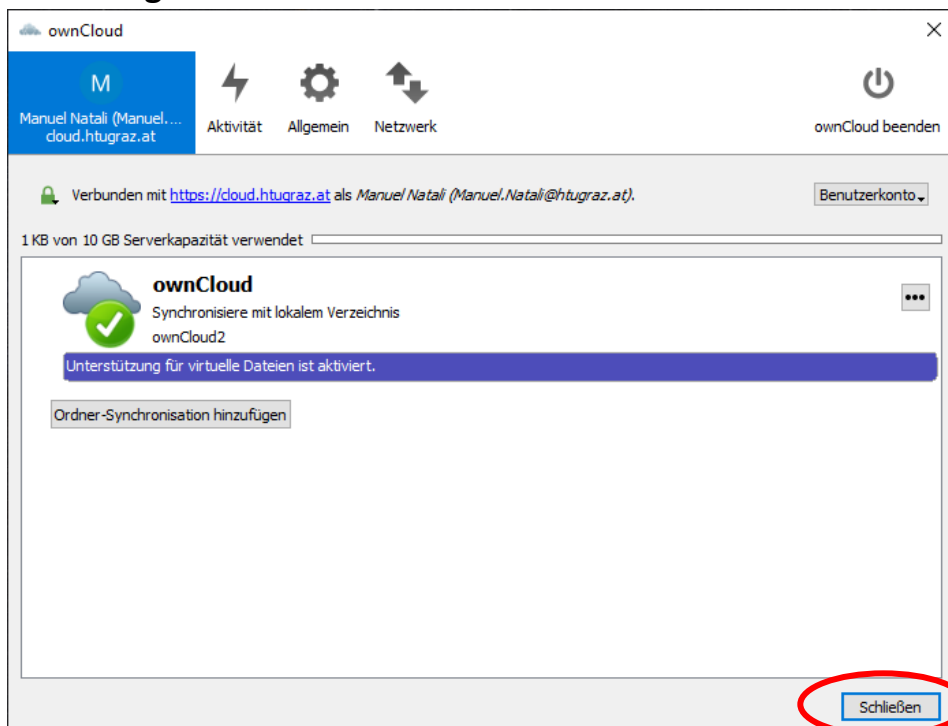 ownCloud
M
Manuel Natali (Manuel....
cloud.htugraz.at
Aktivität
Allgemein
Netzwerk
ownCloud beenden
Verbunden mit https://cloud.htugraz.at als Manuel Natali (Manuel.Natali@htugraz.at).
Benutzerkonto
1 KB von 10 GB Serverkapazität verwendet
ownCloud
Synchronisiere mit lokalem Verzeichnis
ownCloud2
Unterstützung für virtuelle Dateien ist aktiviert.
Ordner-Synchronisation hinzufügen
Schließen